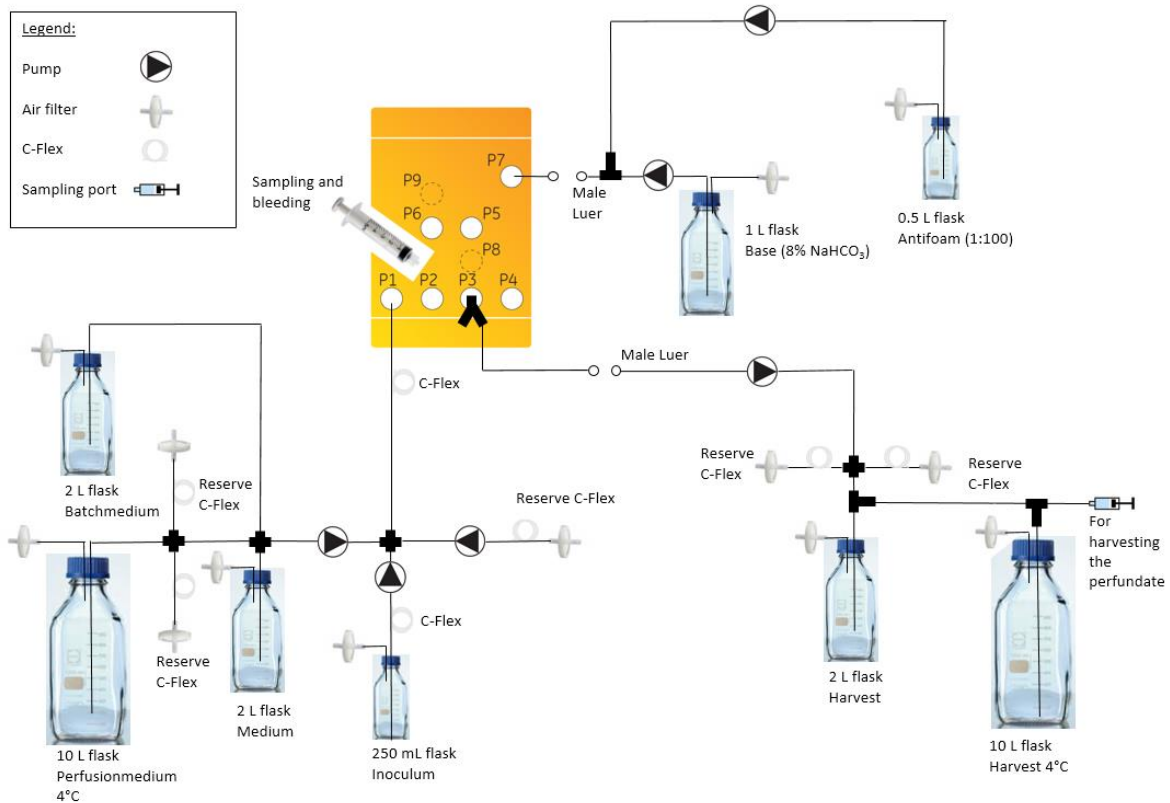 Legend:
Pump
Air filter
C-Flex
Sampling port
Sampling and
bleeding
P7
P9
P6
P5
P8
P1
P2
P3
P4
Male
Luer
1 L flask
Base (8% NaHCO₃)
0.5 L flask
Antifoam (1:100)
C-Flex
Male Luer
2 L flask
Batchmedium
Reserve
C-Flex
Reserve C-Flex
Reserve
C-Flex
Reserve
C-Flex
For
harvesting
the
perfundate
Reserve
C-Flex
C-Flex
10 L flask
Perfusionmedium
4°C
2 L flask
Medium
250 mL flask
Inoculum
2 L flask
Harvest
10 L flask
Harvest 4°C